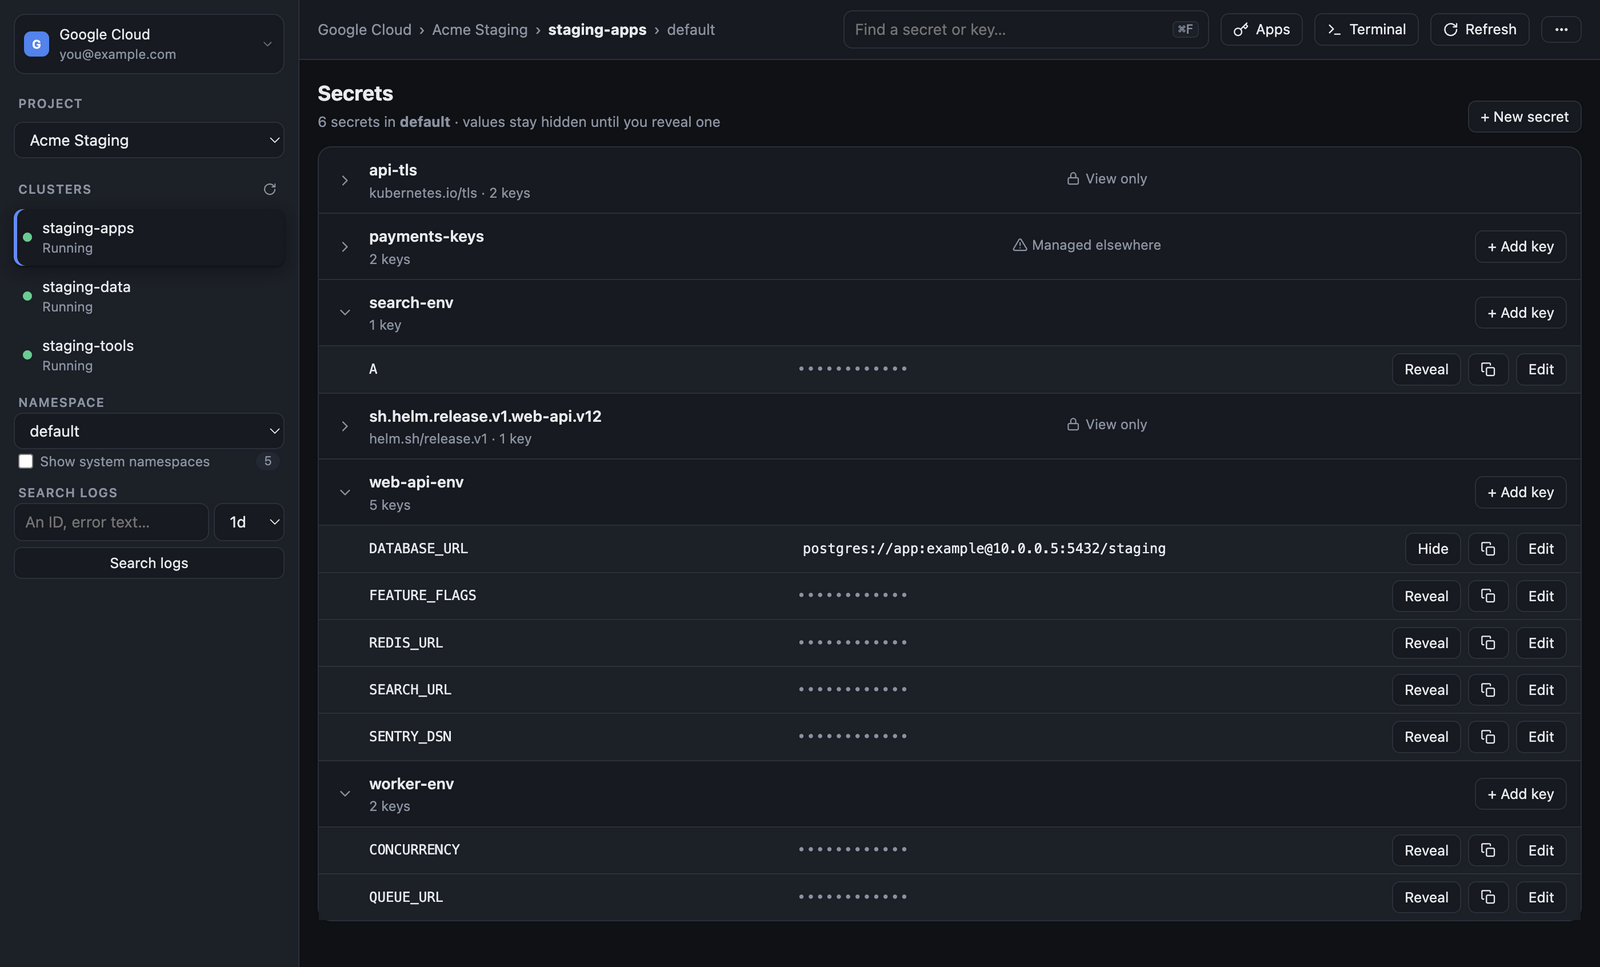 G
Google Cloud
you@example.com
PROJECT
Acme Staging
CLUSTERS
staging-apps
Running
staging-data
Running
staging-tools
Running
NAMESPACE
default
Show system namespaces 5
SEARCH LOGS
An ID, error text... 1d
Search logs
Google Cloud › Acme Staging › staging-apps › default
Find a secret or key... ⌘F
Apps
Terminal
Refresh
...
Secrets
6 secrets in default · values stay hidden until you reveal one
+ New secret
api-tls
kubernetes.io/tls · 2 keys
View only
payments-keys
2 keys
Managed elsewhere
+ Add key
search-env
1 key
+ Add key
A •••••••••••• Reveal Edit
sh.helm.release.v1.web-api.v12
helm.sh/release.v1 · 1 key
View only
web-api-env
5 keys
+ Add key
DATABASE_URL postgres://app:example@10.0.0.5:5432/staging Hide Edit
FEATURE_FLAGS •••••••••••• Reveal Edit
REDIS_URL •••••••••••• Reveal Edit
SEARCH_URL •••••••••••• Reveal Edit
SENTRY_DSN •••••••••••• Reveal Edit
worker-env
2 keys
+ Add key
CONCURRENCY •••••••••••• Reveal Edit
QUEUE_URL •••••••••••• Reveal Edit